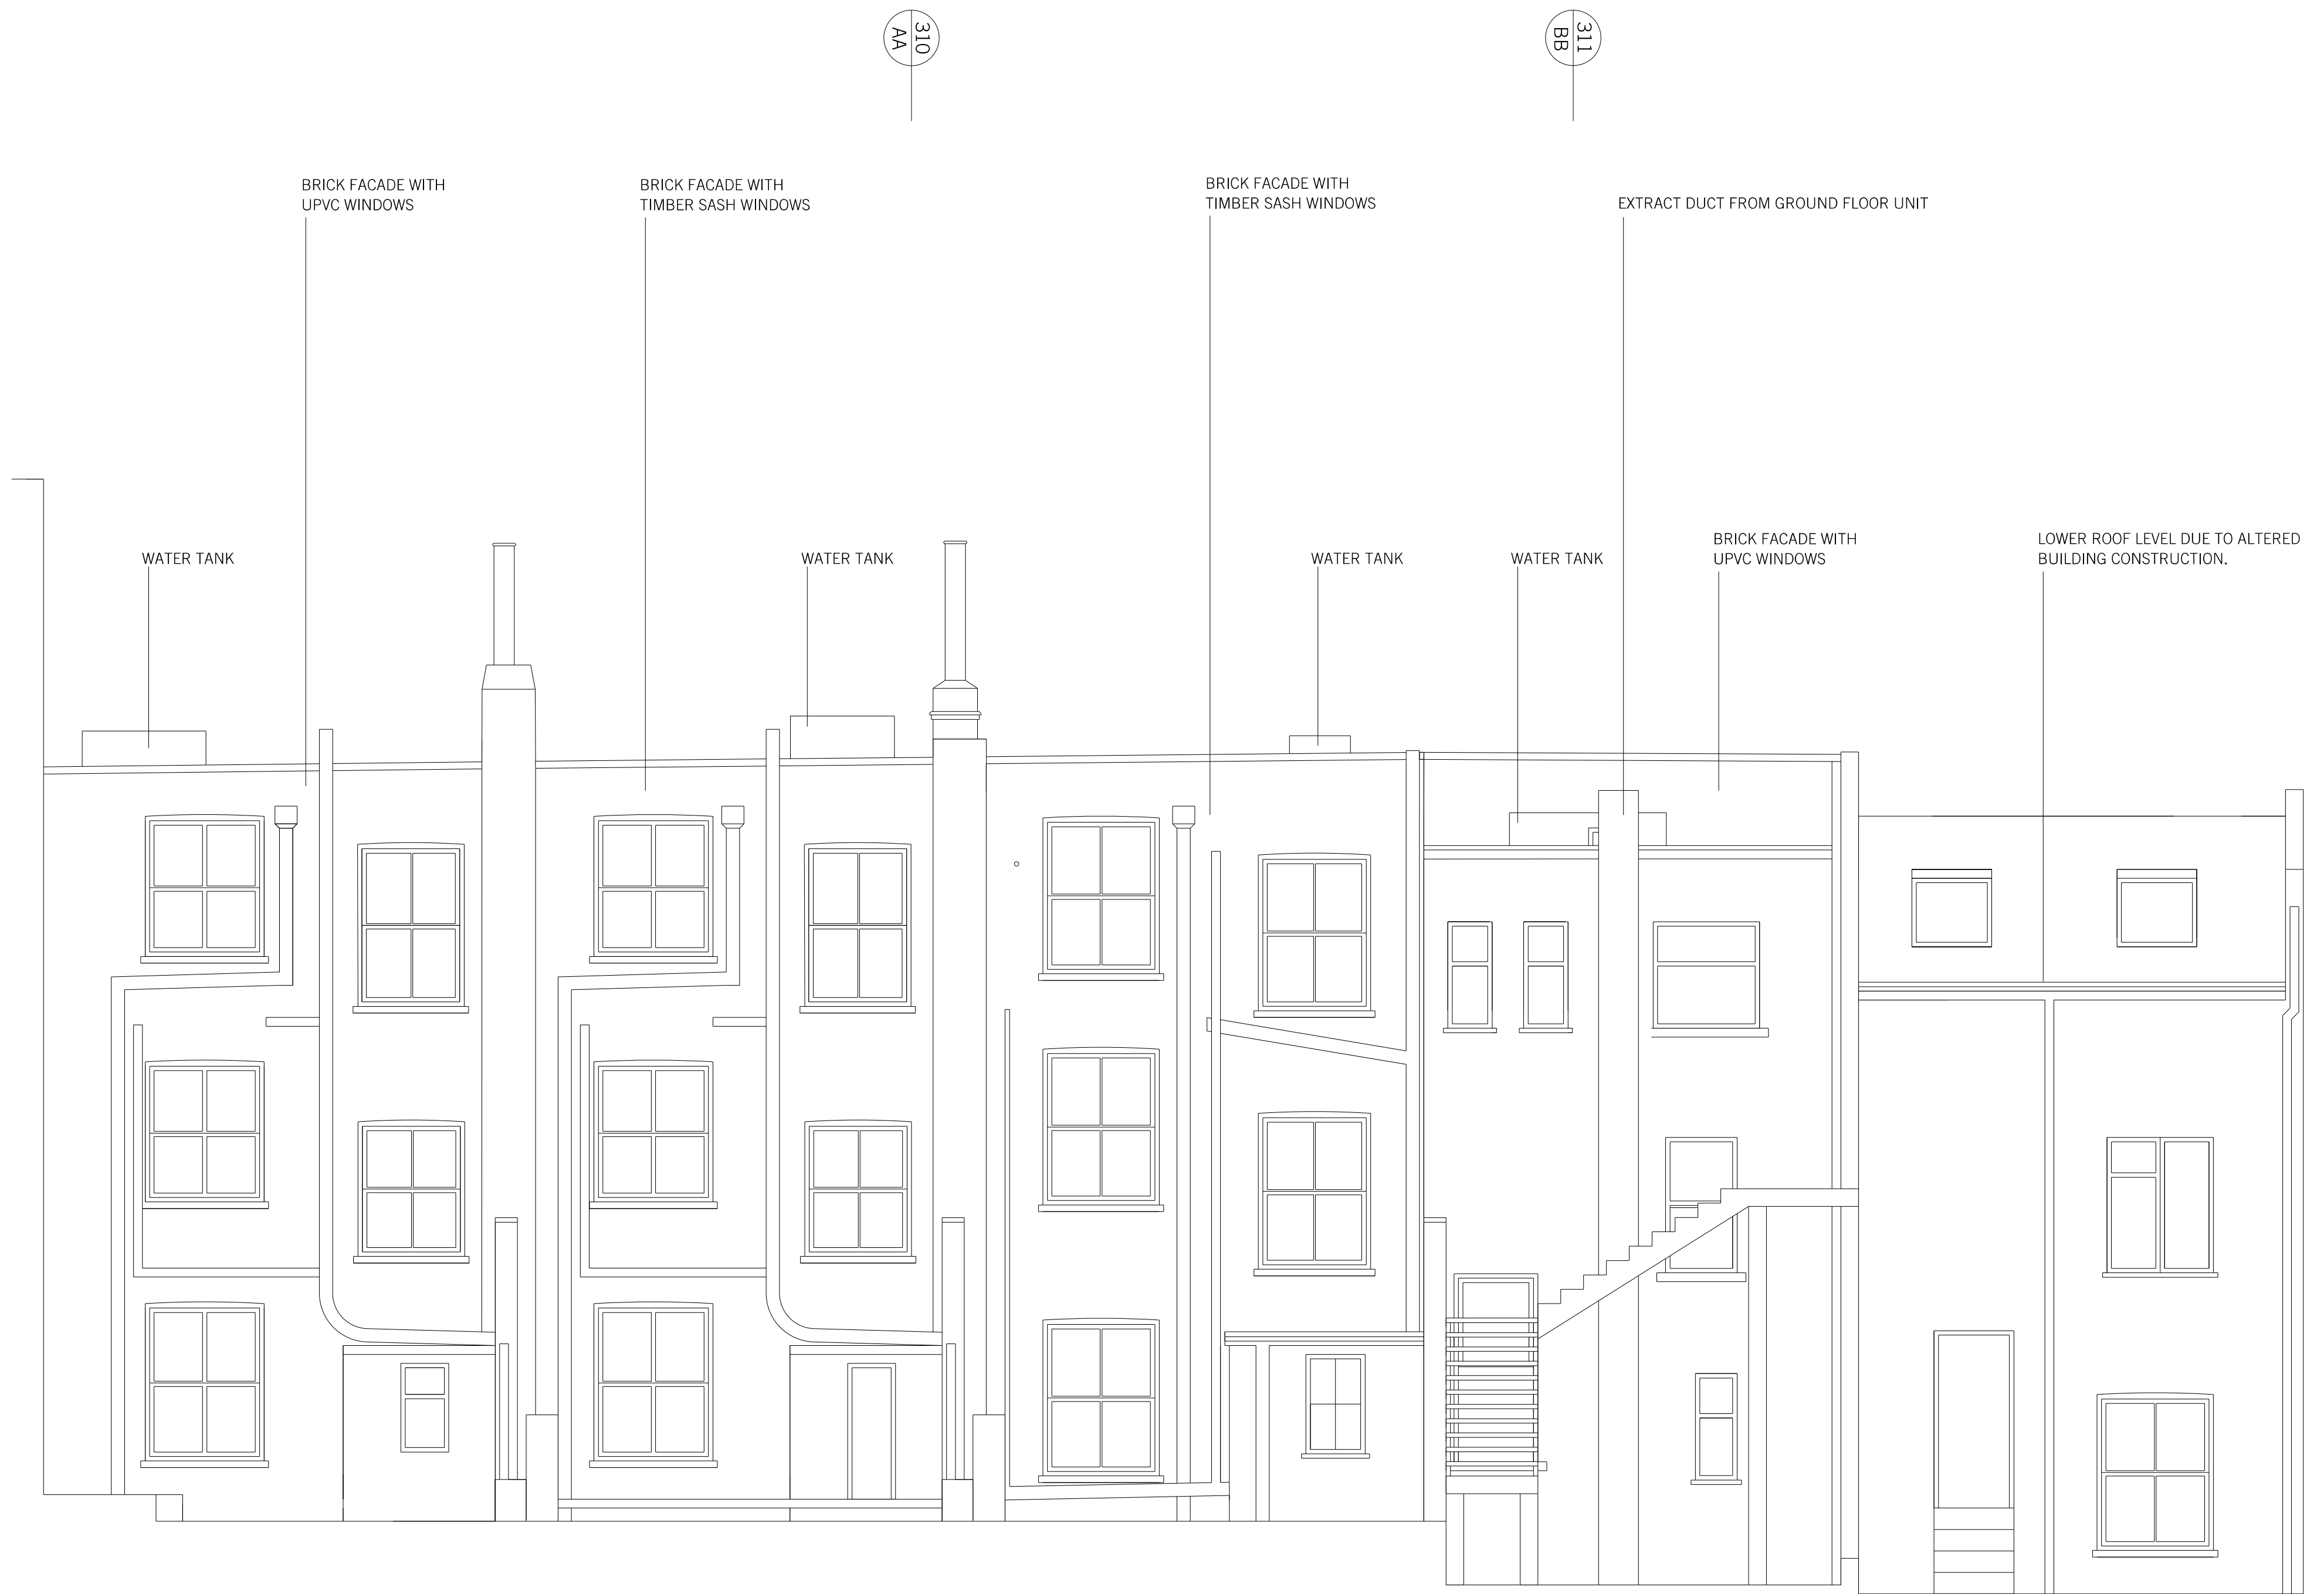 310
AA
311
BB
BRICK FACADE WITH
UPVC WINDOWS
BRICK FACADE WITH
TIMBER SASH WINDOWS
BRICK FACADE WITH
TIMBER SASH WINDOWS
EXTRACT DUCT FROM GROUND FLOOR UNIT
WATER TANK
WATER TANK
WATER TANK
WATER TANK
BRICK FACADE WITH
UPVC WINDOWS
LOWER ROOF LEVEL DUE TO ALTERED
BUILDING CONSTRUCTION.